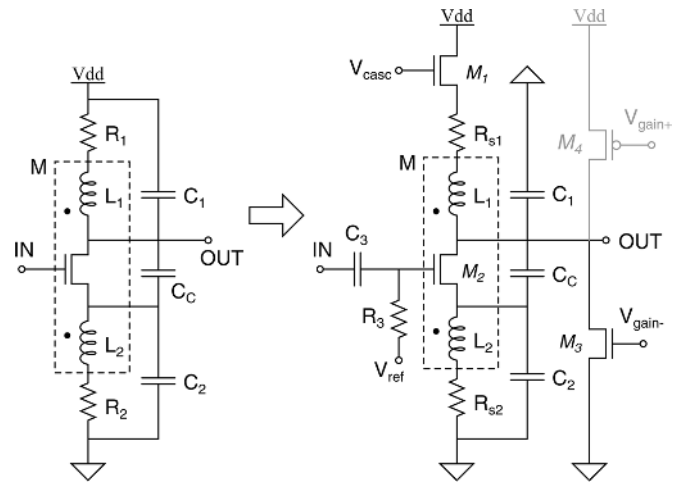 Vdd
R1
M
L1
C1
IN
OUT
CC
L2
C2
R2
Vdd
Vcasc
M1
Rs1
M
L1
C1
Vdd
Vgain+
M4
IN
C3
M2
OUT
CC
R3
Vref
L2
C2
Rs2
M3
Vgain-